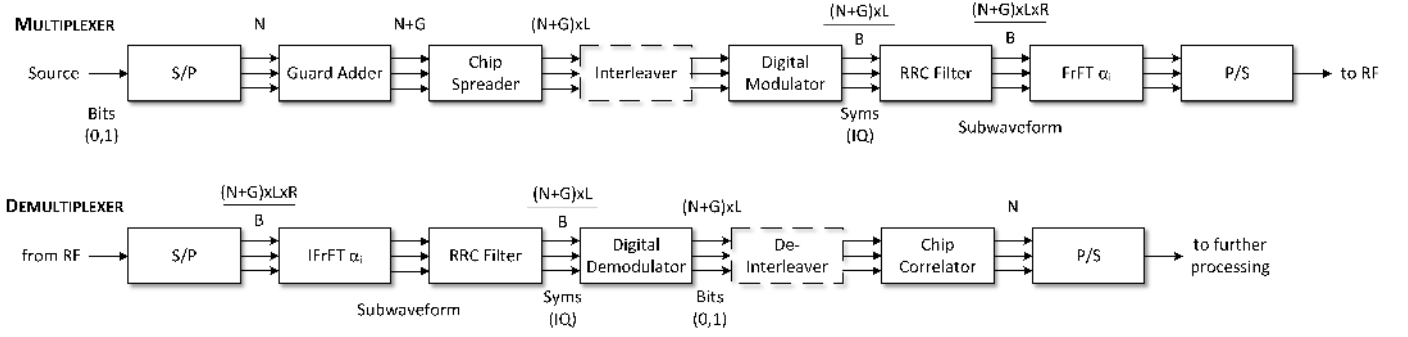 MULTIPLEXER
N
N+G
(N+G)xL
(N+G)xL
B
(N+G)xLxR
B
Source
S/P
Guard Adder
Chip
Spreader
Interleaver
Digital
Modulator
RRC Filter
FrFT αi
P/S
to RF
Bits
{0,1}
Syms
(IQ)
Subwaveform
DEMULTIPLEXER
(N+G)xLxR
B
(N+G)xL
B
(N+G)xL
N
from RF
S/P
IFrFT αi
RRC Filter
Digital
Demodulator
De-
Interleaver
Chip
Correlator
P/S
to further
processing
Subwaveform
Syms
(IQ)
Bits
(0,1)